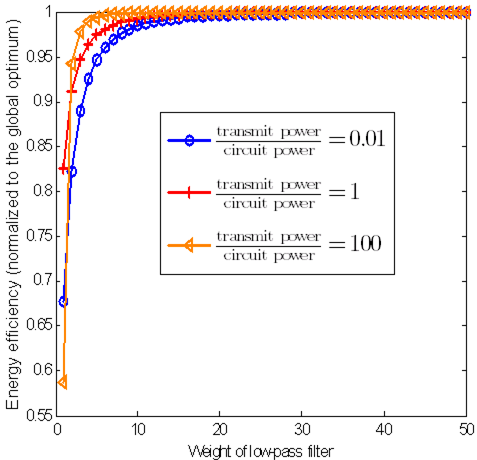 Energy efficiency (normalized to the global optimum)
1
0.95
0.9
0.85
0.8
0.75
0.7
0.65
0.6
0.55
transmit power
circuit power = 0.01
transmit power
circuit power = 1
transmit power
circuit power = 100
0 10 20 30 40 50
Weight of low-pass filter